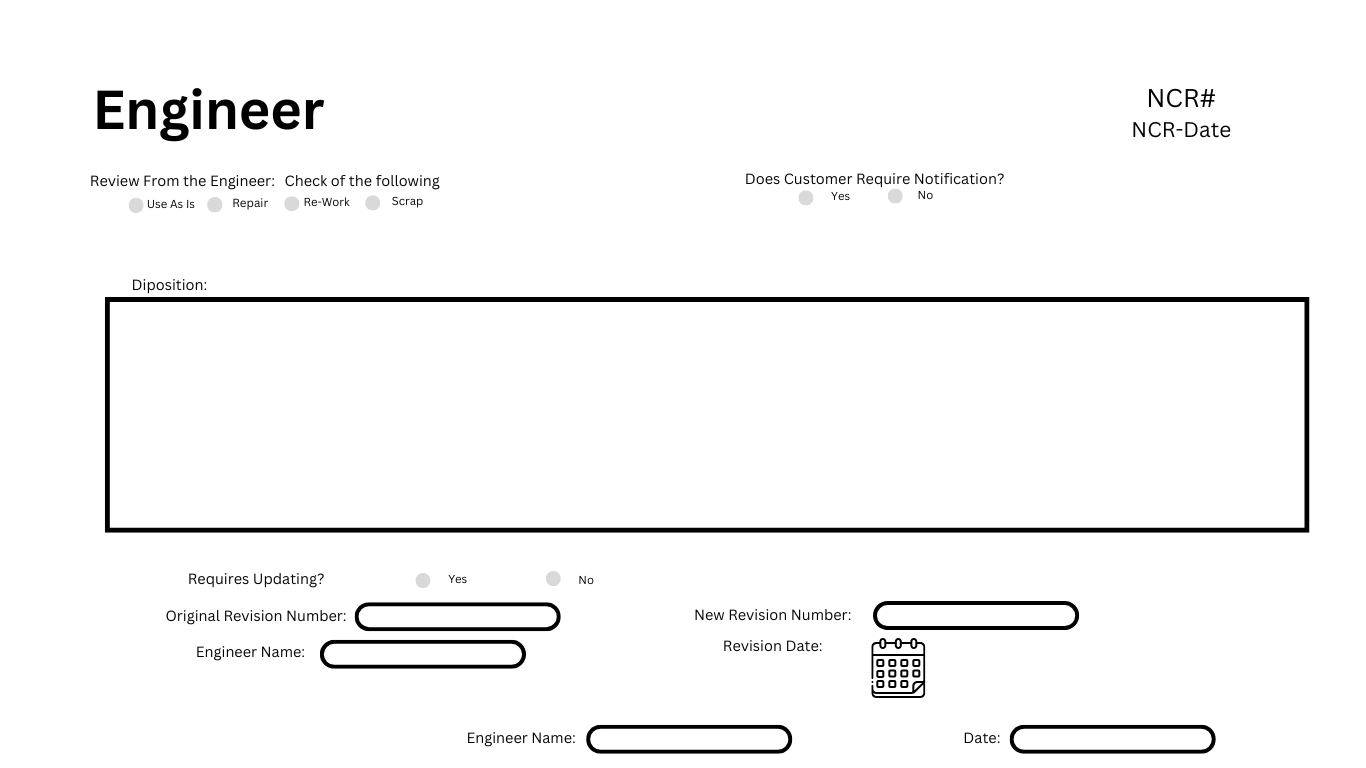 Engineer
NCR#
NCR-Date
Review From the Engineer: Check of the following
Does Customer Require Notification?
Use As Is Repair Re-Work Scrap
Yes No
Diposition:
Requires Updating? Yes No
Original Revision Number: New Revision Number:
Engineer Name: Revision Date:
Engineer Name: Date: